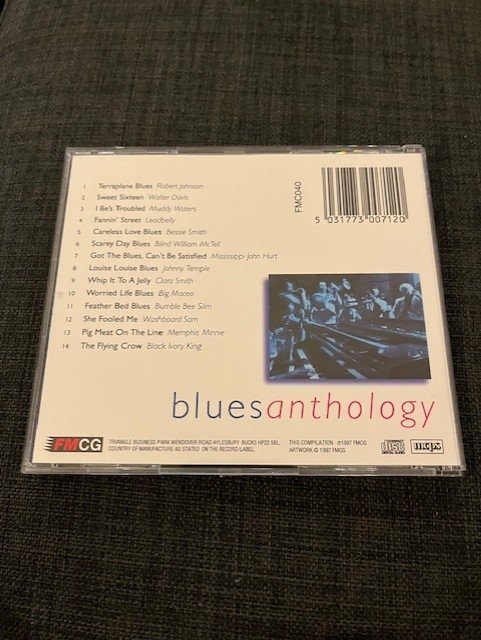 1 Terraplane Blues Robert Johnson
2 Sweet Sixteen Walter Davis
3 I Be's Troubled Muddy Waters
4 Fannin' Street Leadbelly
5 Careless Love Blues Bessie Smith
6 Scarey Day Blues Blind William McTell
7 Got The Blues, Can't Be Satisfied Mississippi John Hurt
8 Louise Louise Blues Johnny Temple
9 Whip It To A Jelly Clara Smith
10 Worried Life Blues Big Maceo
11 Feather Bed Blues Bumble Bee Slim
12 She Fooled Me Washboard Sam
13 Pig Meat On The Line Memphis Minnie
14 The Flying Crow Black Ivory King
FMC040
5 031773 007120
bluesanthology
FMCG
TRIANGLE BUSINESS PARK WENDOVER ROAD AYLESBURY BUCKS HP22 5BL.
COUNTRY OF MANUFACTURE AS STATED ON THE RECORD LABEL.
THIS COMPILATION ℗1997 FMCG
ARTWORK © 1997 FMCG
COMPACT disc DIGITAL AUDIO
mcps